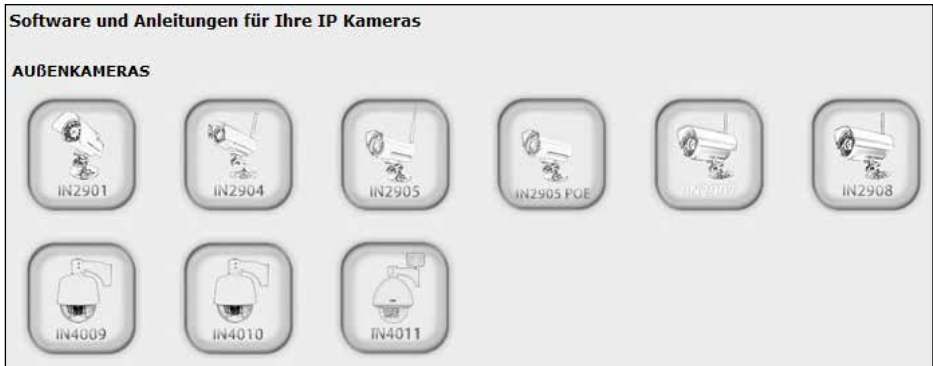 Software und Anleitungen für Ihre IP Kameras
AUßENKAMERAS
IN2901 IN2904 IN2905 IN2905 POE IN2908
IN4009 IN4010 IN4011